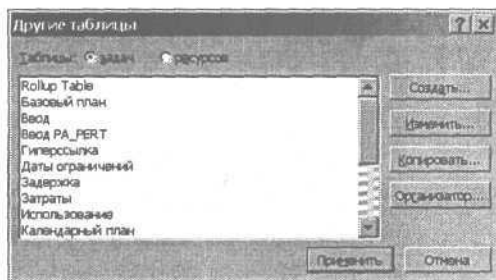 Другие таблицы
Таблицы: задач ресурсов
Rollup Table
Базовый план
Ввод
Ввод PA_PERT
Гиперссылка
Даты ограничений
Задержка
Затраты
Использование
Календарный план
Создать...
Изменить...
Копировать...
Организатор...
Применить
Отмена